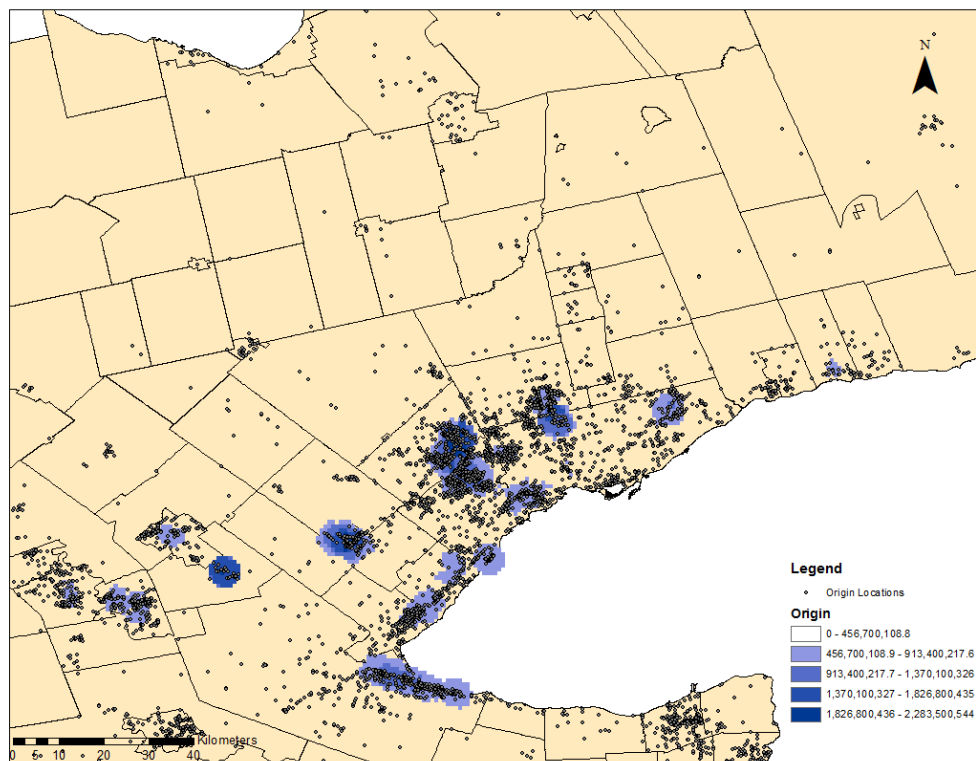 N
Legend
Origin Locations
Origin
0 - 456,700,108.8
456,700,108.9 - 913,400,217.6
913,400,217.7 - 1,370,100,326
1,370,100,327 - 1,826,800,435
1,826,800,436 - 2,283,500,544
Kilometers
0 5 10 20 30 40